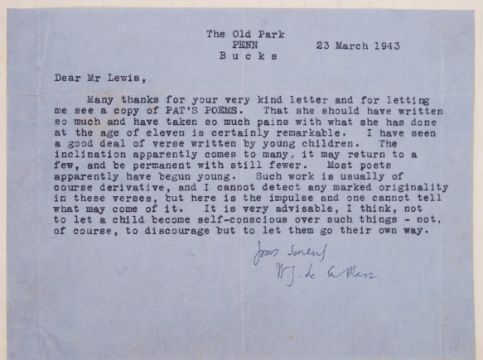 The Old Park
PENN 23 March 1943
Bucks
Dear Mr Lewis,
Many thanks for your very kind letter and for letting
me see a copy of PAT'S POEMS. That she should have written
so much and have taken so much pains with what she has done
at the age of eleven is certainly remarkable. I have seen
a good deal of verse written by young children. The
inclination apparently comes to many, it may return to a
few, and be permanent with still fewer. Most poets
apparently have begun young. Such work is usually of
course derivative, and I cannot detect any marked originality
in these verses, but here is the impulse and one cannot tell
what may come of it. It is very advisable, I think, not
to let a child become self-conscious over such things - not,
of course, to discourage but to let them go their own way.
W. J. de la Mare